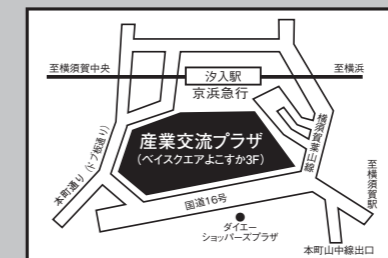 至横須賀中央
汐入駅
至横浜
京浜急行
横須賀葉山線
産業交流プラザ
(ベイスクエアよこすか3F)
本町通り(ドブ板通り)
至横須賀駅
国道16号
ダイエー
ショッパーズプラザ
本町山中線出口